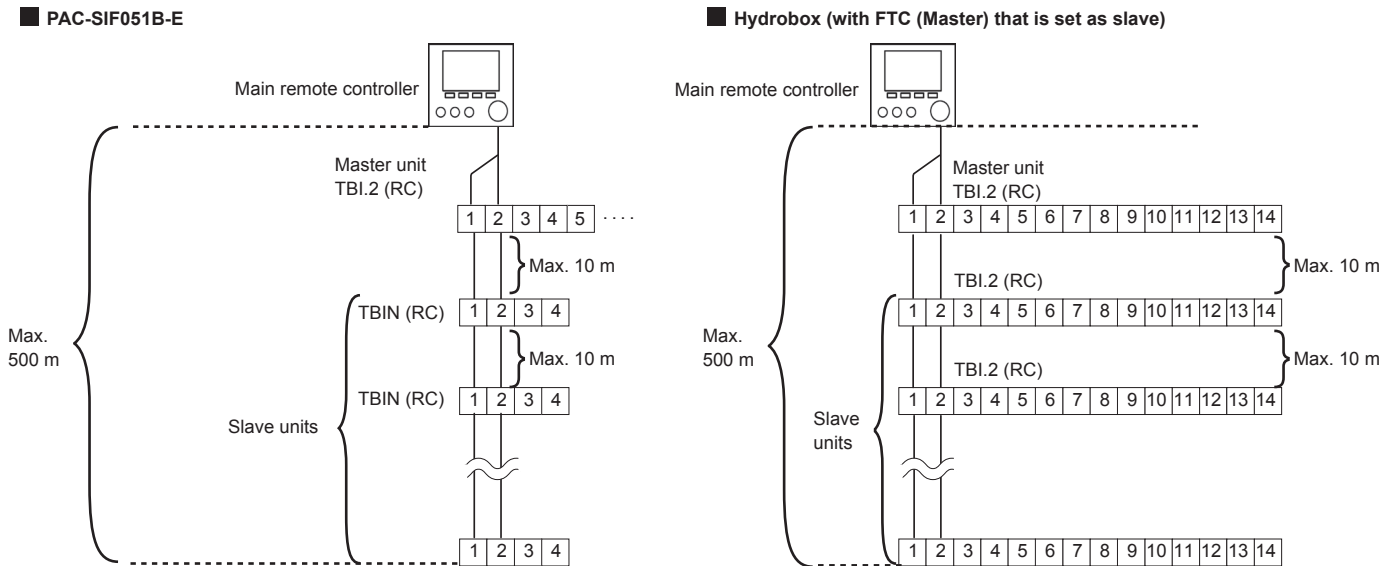 PAC-SIF051B-E
Main remote controller
Master unit
TBI.2 (RC)
1 2 3 4 5 ····
Max. 10 m
TBIN (RC) 1 2 3 4
Max. 10 m
TBIN (RC) 1 2 3 4
Max.
500 m
Slave units
1 2 3 4
Hydrobox (with FTC (Master) that is set as slave)
Main remote controller
Master unit
TBI.2 (RC)
1 2 3 4 5 6 7 8 9 10 11 12 13 14
Max. 10 m
TBI.2 (RC)
1 2 3 4 5 6 7 8 9 10 11 12 13 14
Max. 10 m
Max.
500 m
TBI.2 (RC)
1 2 3 4 5 6 7 8 9 10 11 12 13 14
Slave
units
1 2 3 4 5 6 7 8 9 10 11 12 13 14